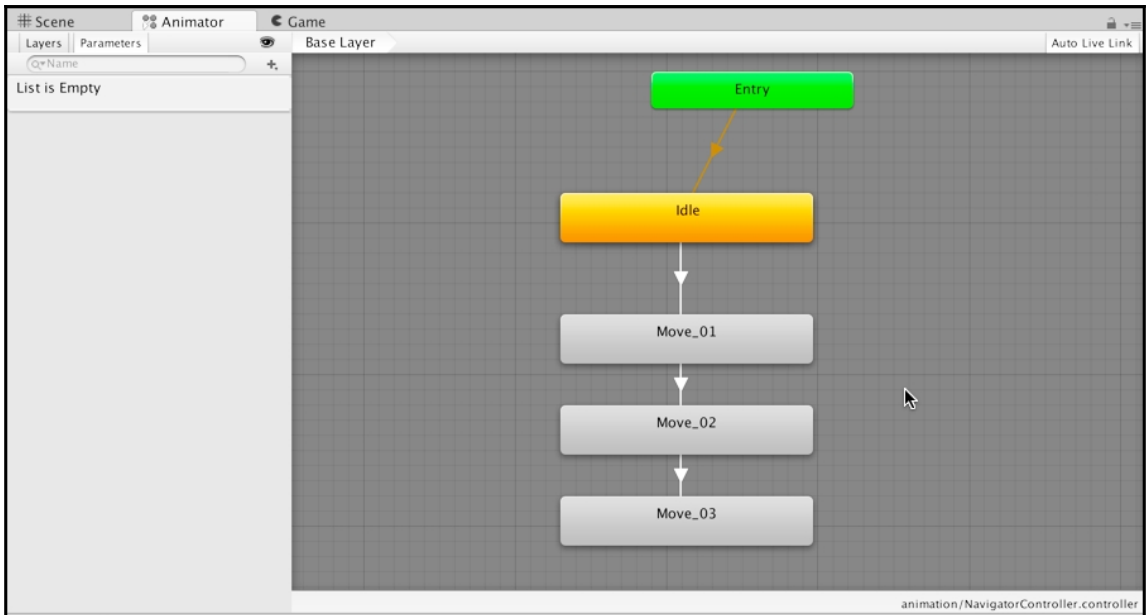 Scene
Animator
Game
Layers
Parameters
Base Layer
Auto Live Link
Name
List is Empty
Entry
Idle
Move_01
Move_02
Move_03
animation/NavigatorController.controller